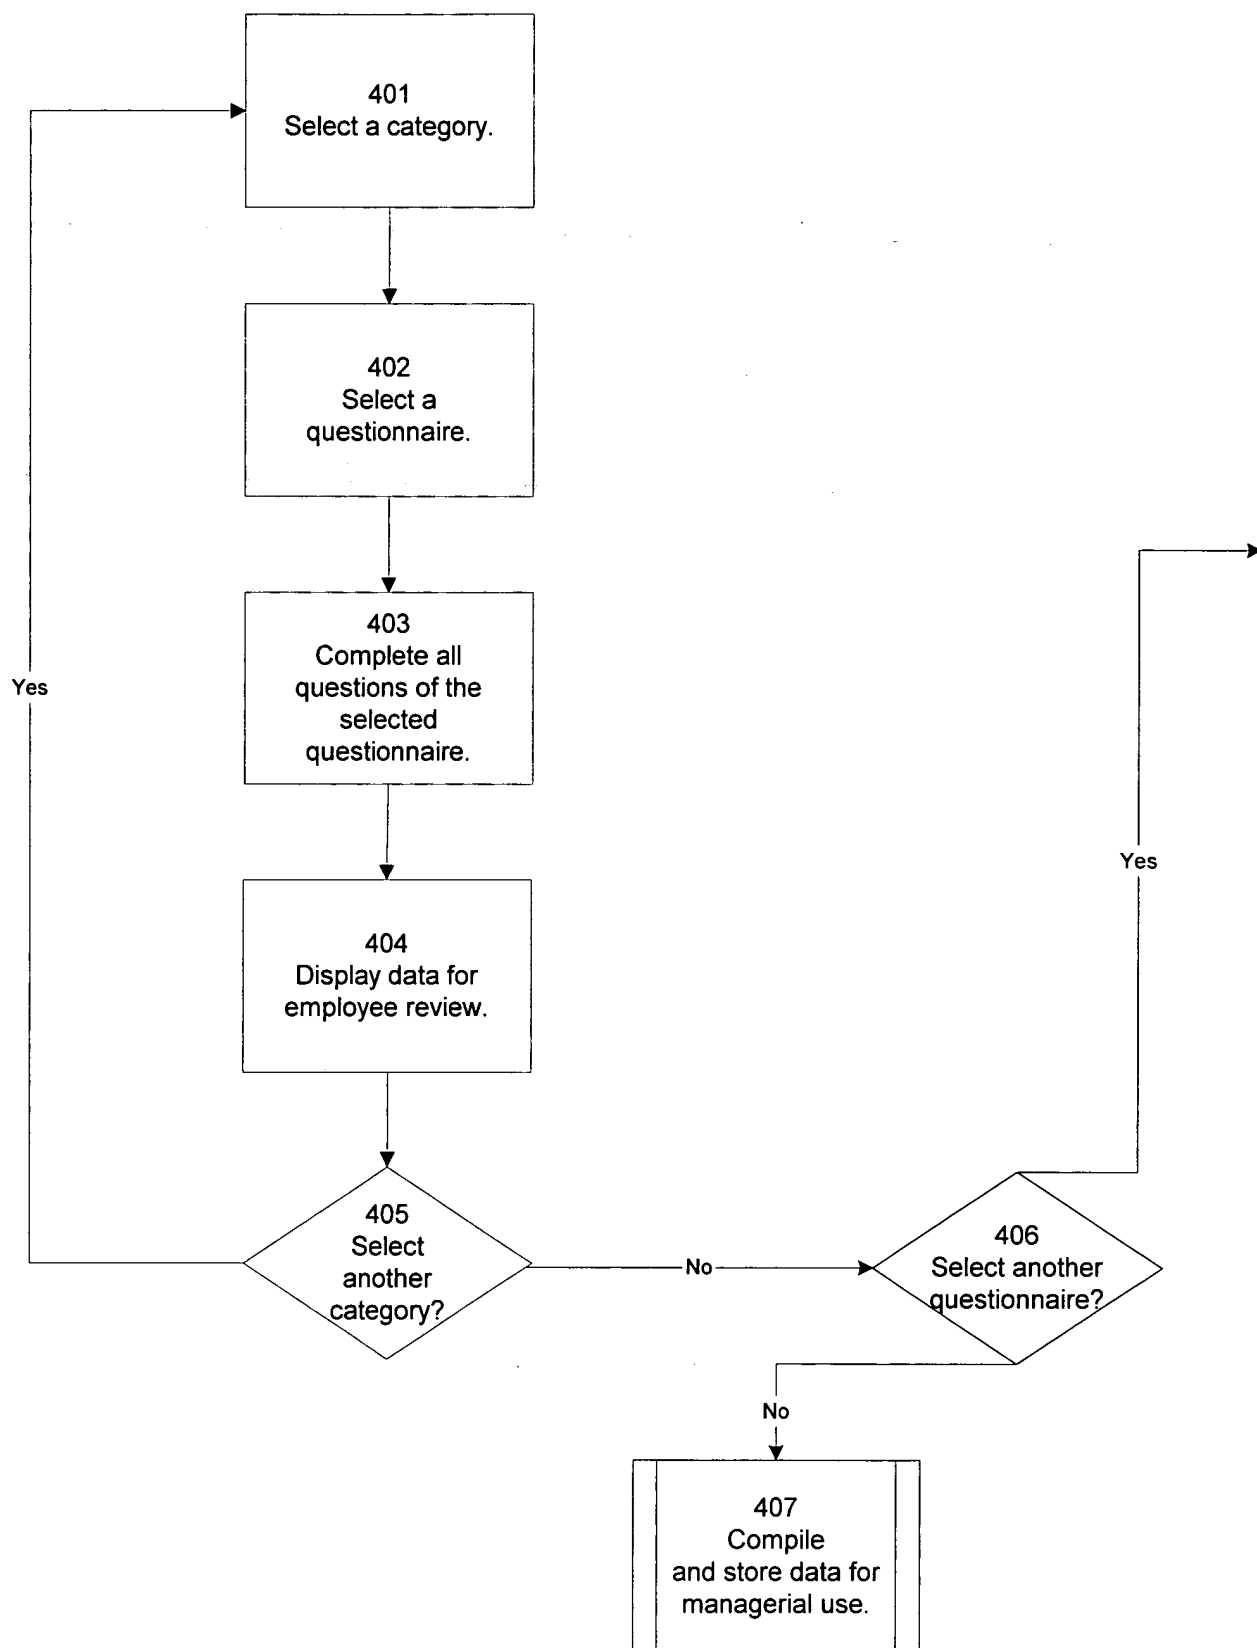 401
Select a category.
402
Select a
questionnaire.
403
Complete all
questions of the
selected
questionnaire.
Yes
Yes
404
Display data for
employee review.
405
Select
another
category?
No
406
Select another
questionnaire?
No
407
Compile
and store data for
managerial use.